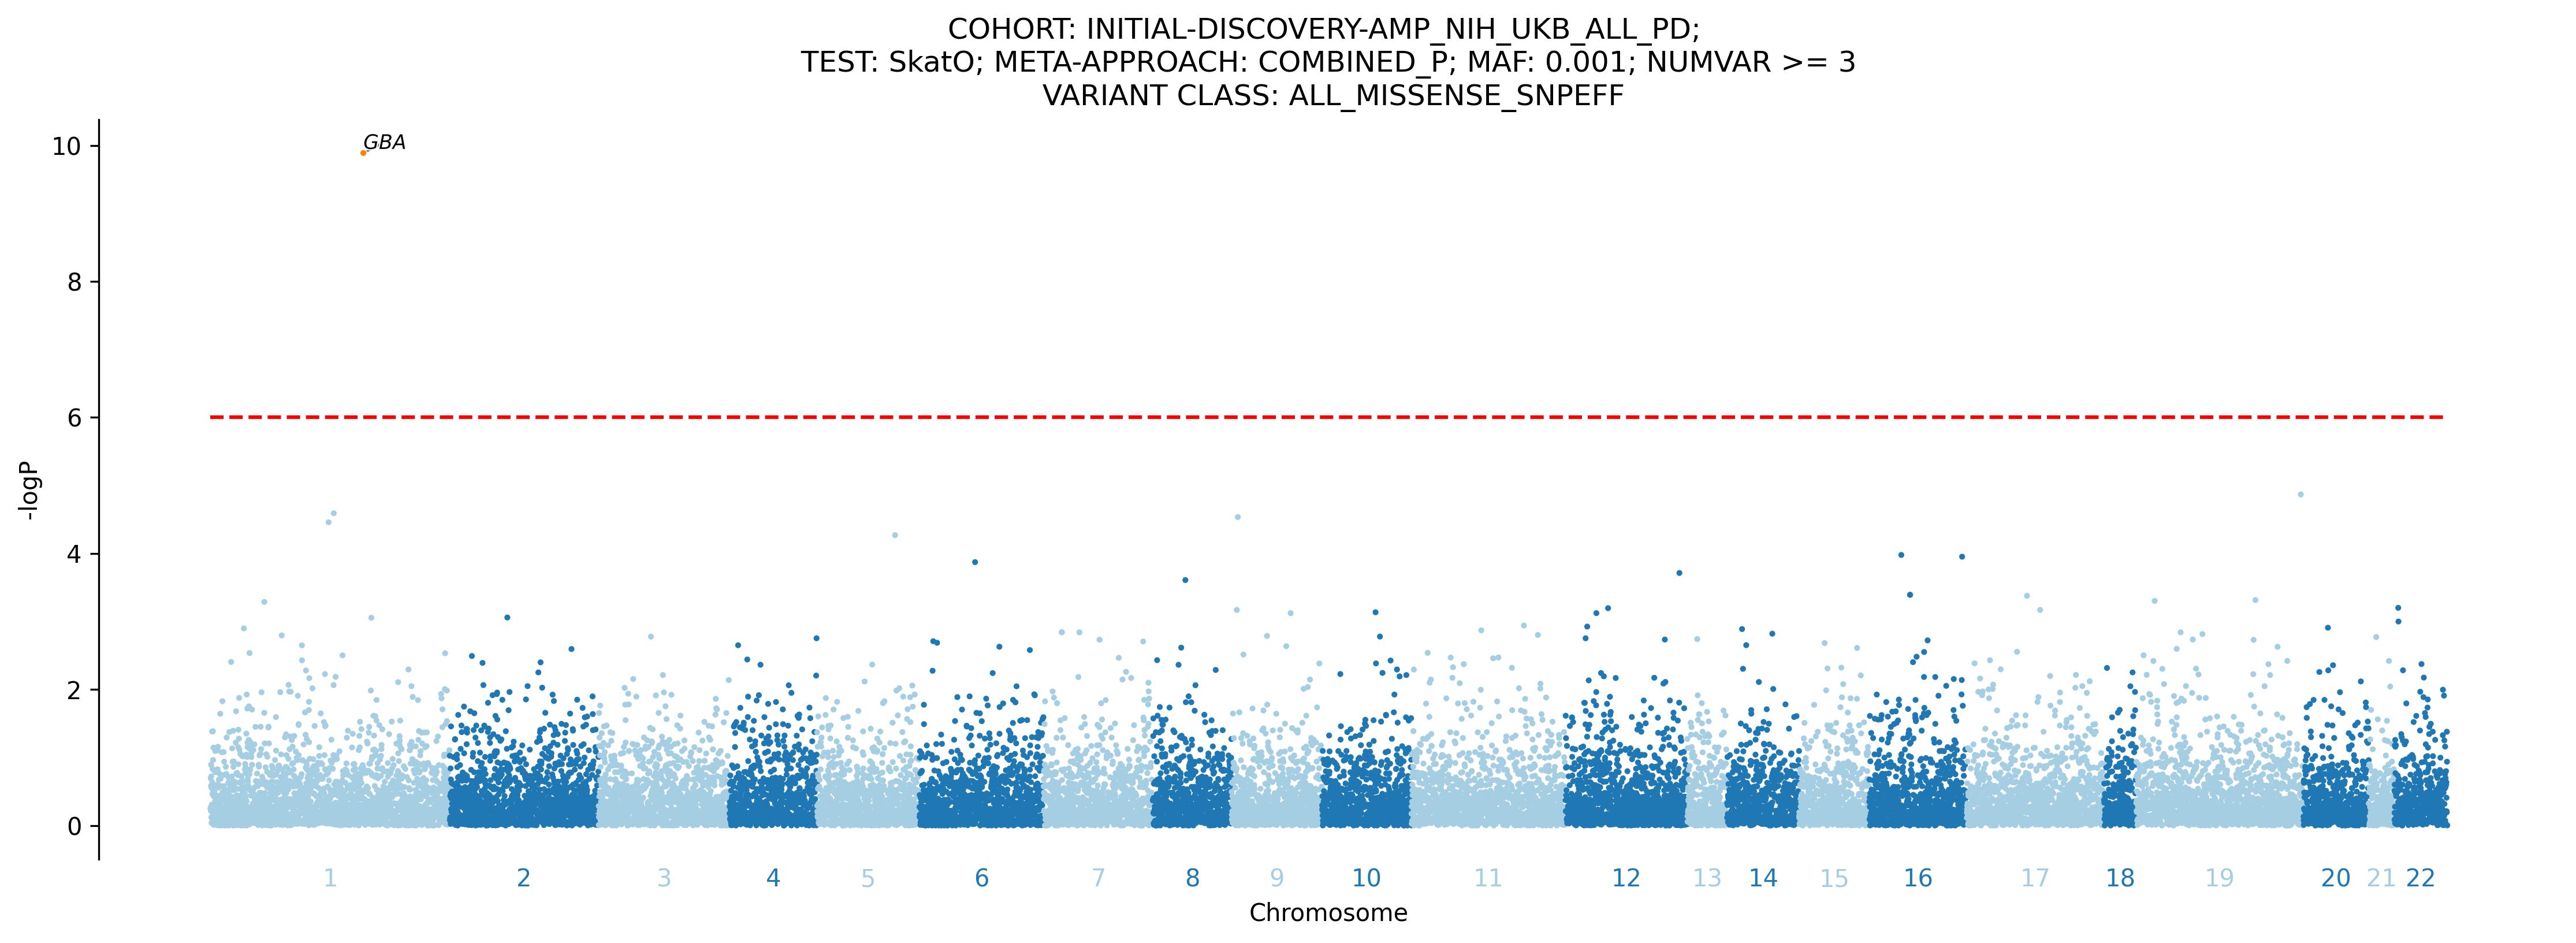 COHORT: INITIAL-DISCOVERY-AMP_NIH_UKB_ALL_PD;
TEST: SkatO; META-APPROACH: COMBINED_P; MAF: 0.001; NUMVAR >= 3
VARIANT CLASS: ALL_MISSENSE_SNPEFF
GBA
10
8
6
4
2
0
-logP
1 2 3 4 5 6 7 8 9 10 11 12 13 14 15 16 17 18 19 20 21 22
Chromosome